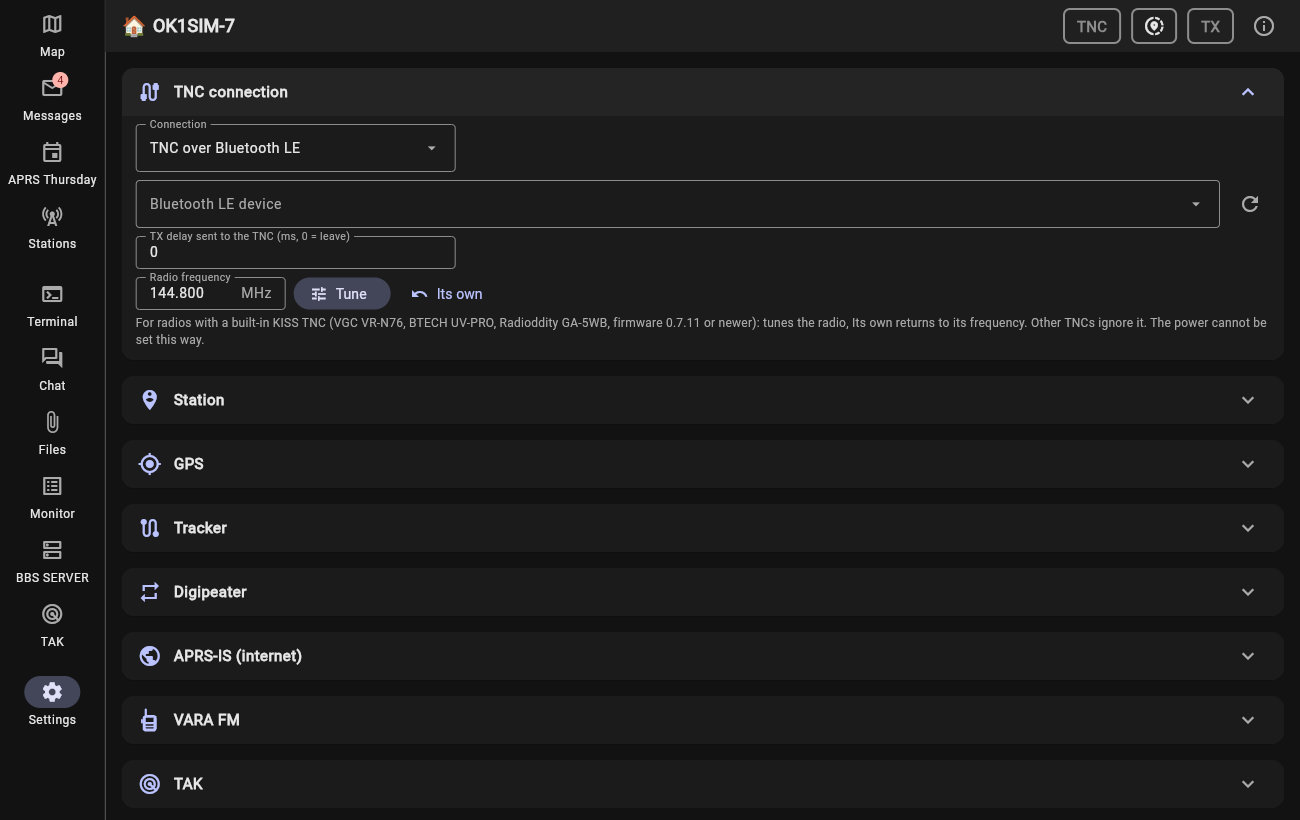 OK1SIM-7
TNC
TX
Map
4
Messages
APRS Thursday
Stations
Terminal
Chat
Files
Monitor
BBS SERVER
TAK
Settings
TNC connection
Connection
TNC over Bluetooth LE
Bluetooth LE device
TX delay sent to the TNC (ms, 0 = leave)
0
Radio frequency
144.800 MHz
Tune
Its own
For radios with a built-in KISS TNC (VGC VR-N76, BTECH UV-PRO, Radioddity GA-5WB, firmware 0.7.11 or newer): tunes the radio, Its own returns to its frequency. Other TNCs ignore it. The power cannot be
set this way.
Station
GPS
Tracker
Digipeater
APRS-IS (internet)
VARA FM
TAK